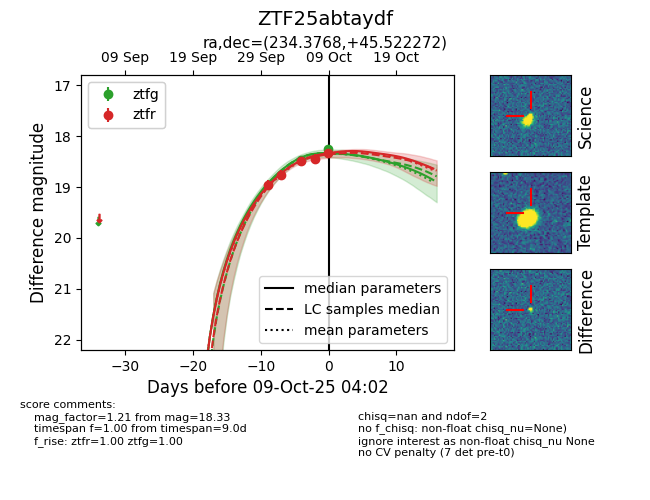 ZTF25abtaydf
ra,dec=(234.3768,+45.522272)
09 Sep 19 Sep 29 Sep 09 Oct 19 Oct
17
18
19
20
21
22
Difference magnitude
ztfg
ztfr
median parameters
LC samples median
mean parameters
−30 −20 −10 0 10
Days before 09-Oct-25 04:02
Science
Template
Difference
score comments:
mag_factor=1.21 from mag=18.33
timespan f=1.00 from timespan=9.0d
f_rise: ztfr=1.00 ztfg=1.00
chisq=nan and ndof=2
no f_chisq: non-float chisq_nu=None)
ignore interest as non-float chisq_nu None
no CV penalty (7 det pre-t0)